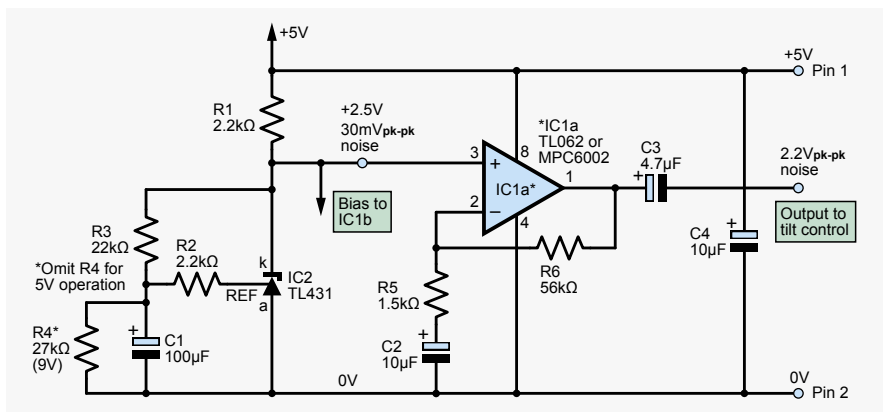 +5V
+5V
Pin 1
R1
2.2kΩ
+2.5V
30mVpk-pk
noise
*IC1a
TL062 or
MPC6002
C3
4.7µF
+
2.2Vpk-pk
noise
3
+
8
1
IC1a*
2
–
4
Bias to
IC1b
Output to
tilt control
R3
22kΩ
R2
2.2kΩ
*Omit R4 for
5V operation
k
IC2
TL431
REF
a
R6
56kΩ
C4
10µF
+
R5
1.5kΩ
R4*
27kΩ
(9V)
+
C1
100µF
C2
10µF
+
0V
0V
Pin 2